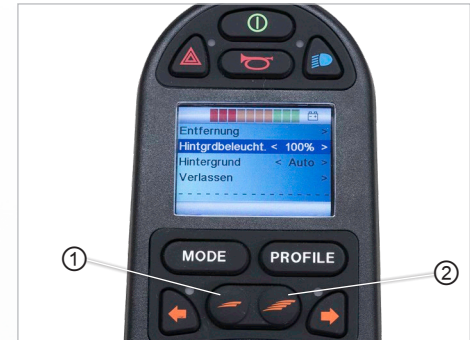 Entfernung >
Hintgrdbeleucht. < 100% >
Hintergrund < Auto >
Verlassen >
MODE PROFILE
1
2